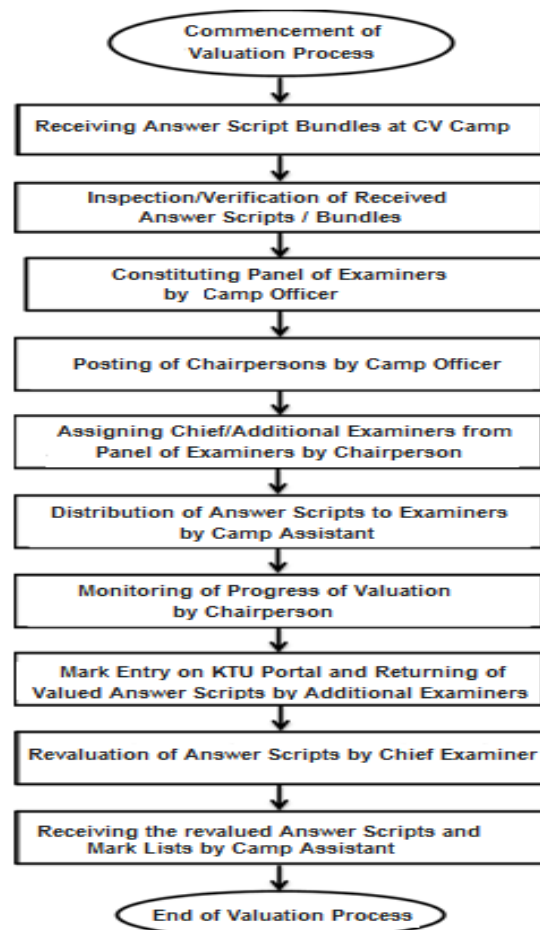 Commencement of
Valuation Process
Receiving Answer Script Bundles at CV Camp
Inspection/Verification of Received
Answer Scripts / Bundles
Constituting Panel of Examiners
by Camp Officer
Posting of Chairpersons by Camp Officer
Assigning Chief/Additional Examiners from
Panel of Examiners by Chairperson
Distribution of Answer Scripts to Examiners
by Camp Assistant
Monitoring of Progress of Valuation
by Chairperson
Mark Entry on KTU Portal and Returning of
Valued Answer Scripts by Additional Examiners
Revaluation of Answer Scripts by Chief Examiner
Receiving the revalued Answer Scripts and
Mark Lists by Camp Assistant
End of Valuation Process